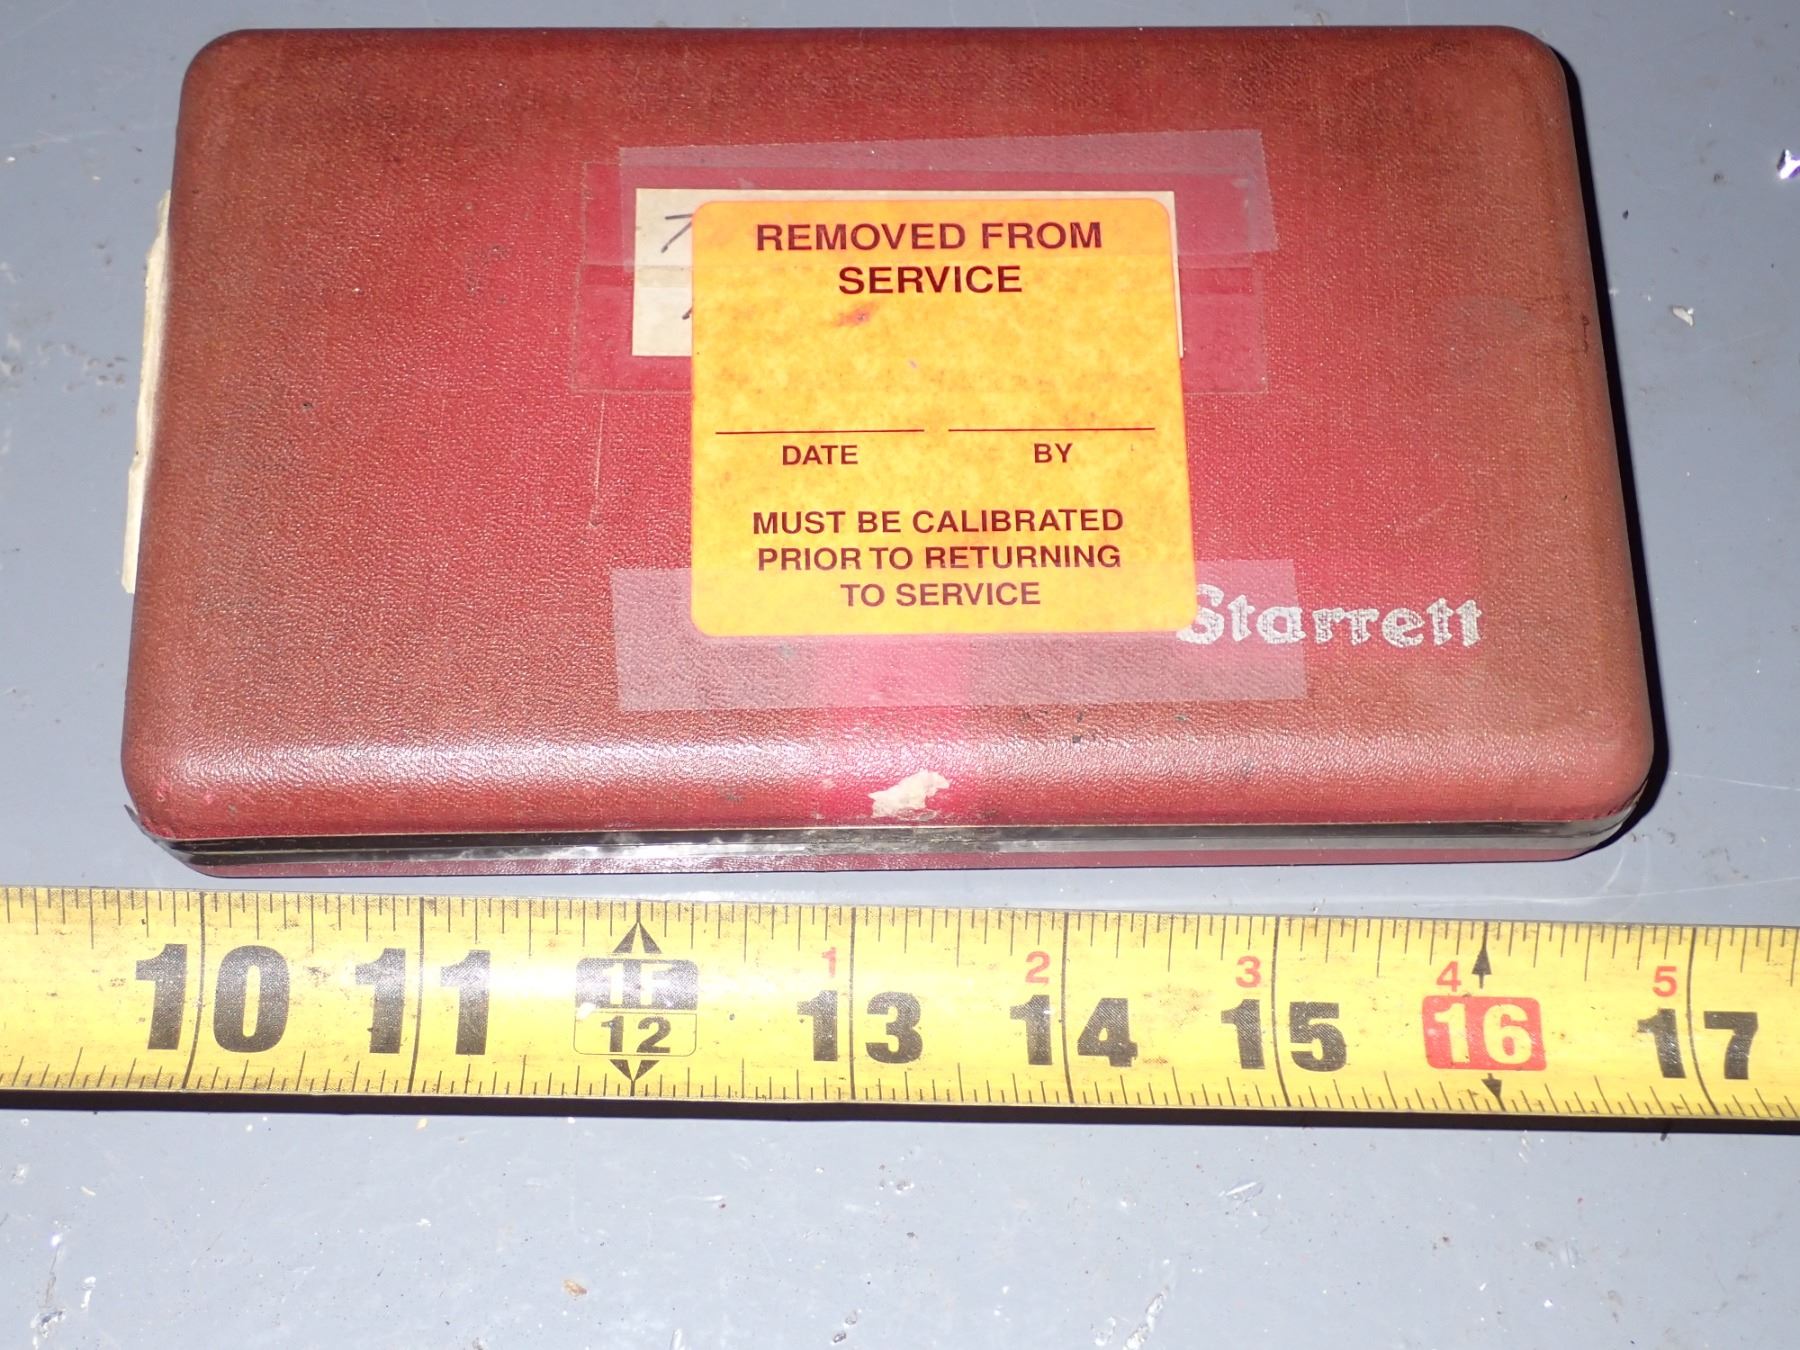 REMOVED FROM
SERVICE
DATE BY
MUST BE CALIBRATED
PRIOR TO RETURNING
TO SERVICE
Starrett
1 2 3 4 5
10 11 1F 12 13 14 15 16 17